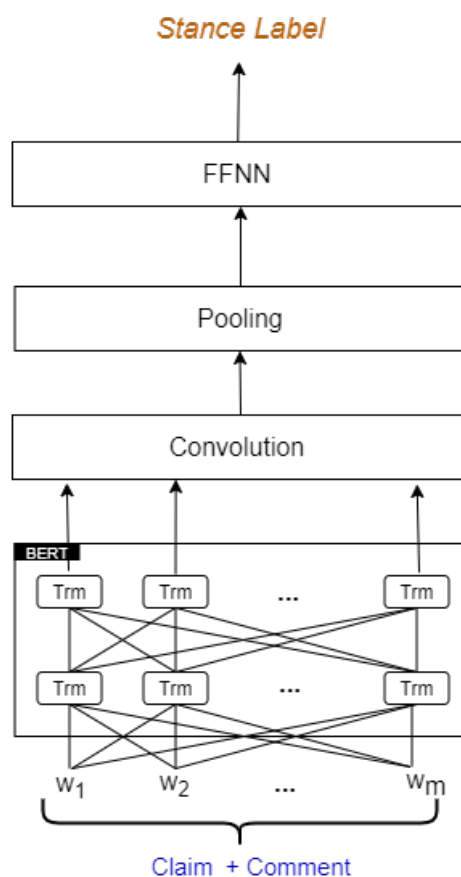 Stance Label
FFNN
Pooling
Convolution
BERT
Trm Trm ... Trm
Trm Trm ... Trm
w1 w2 ... wm
Claim + Comment